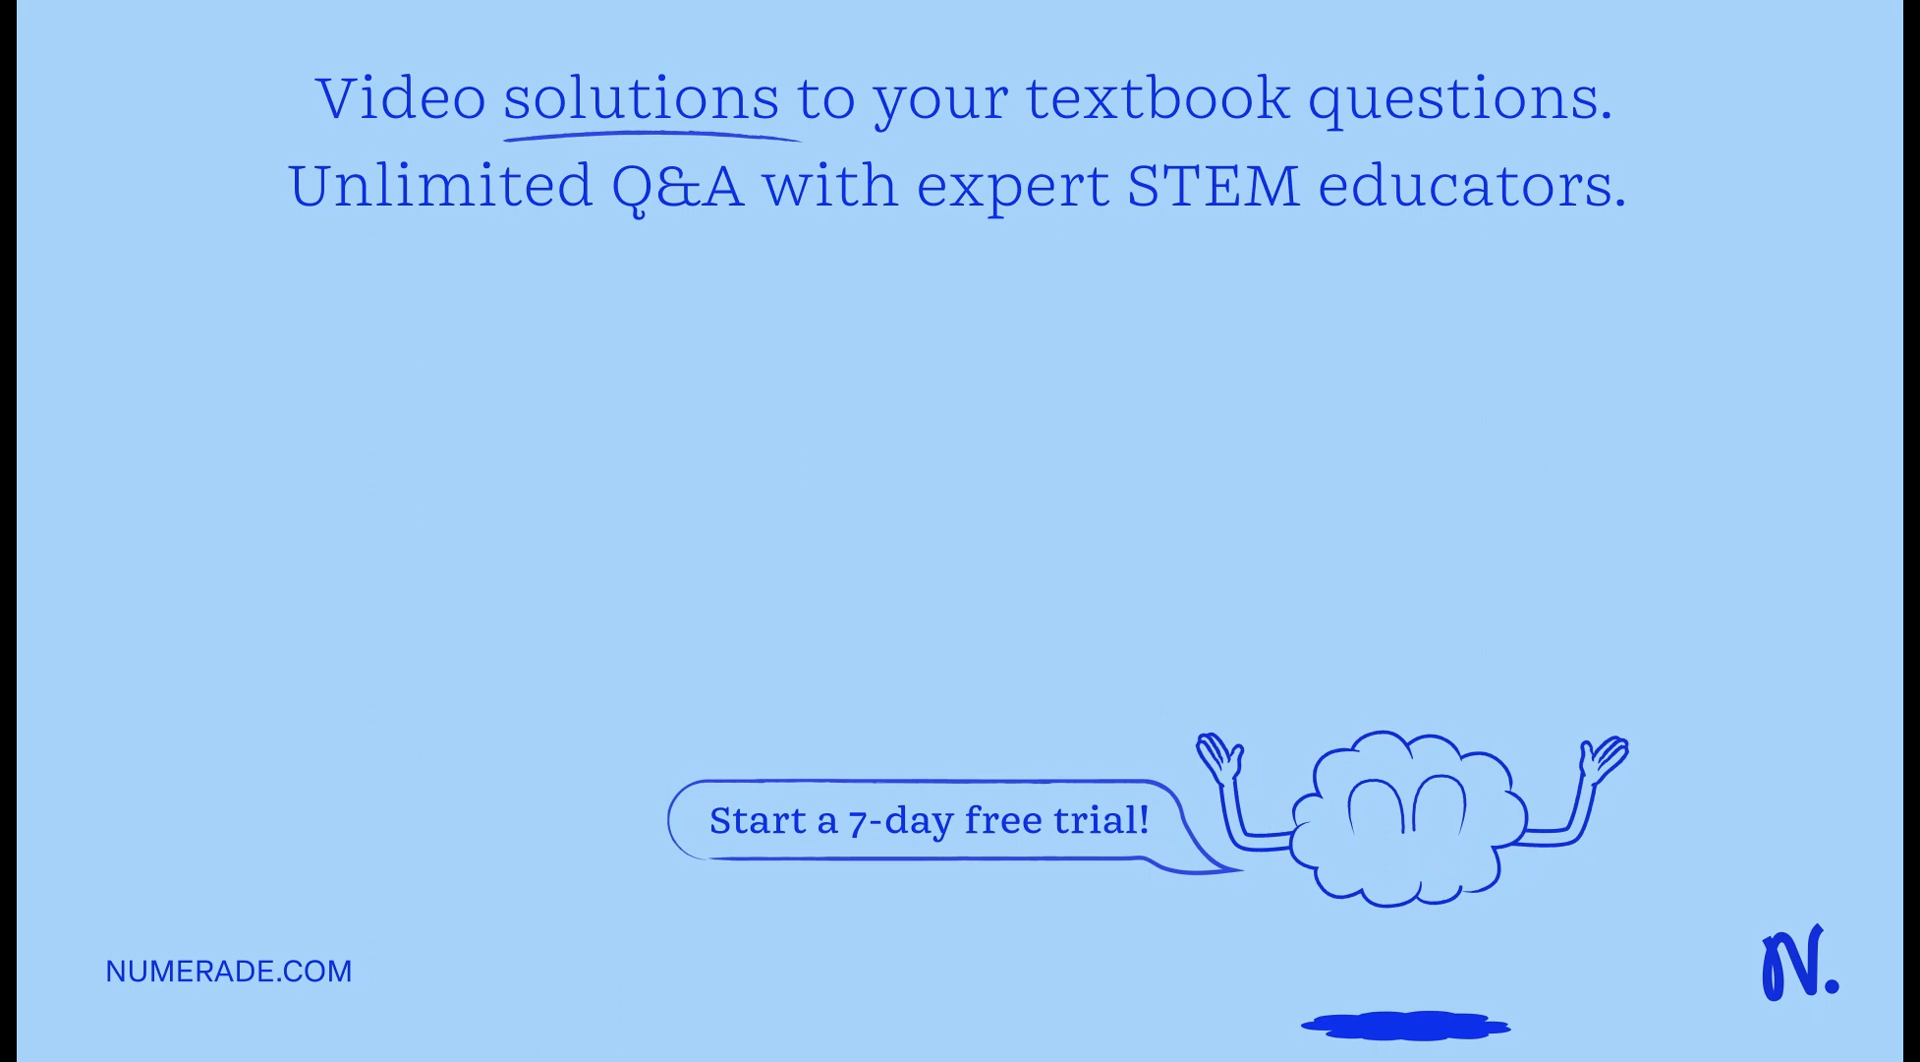 Video solutions to your textbook questions.
Unlimited Q&A with expert STEM educators.
Start a 7-day free trial!
NUMERADE.COM
N.